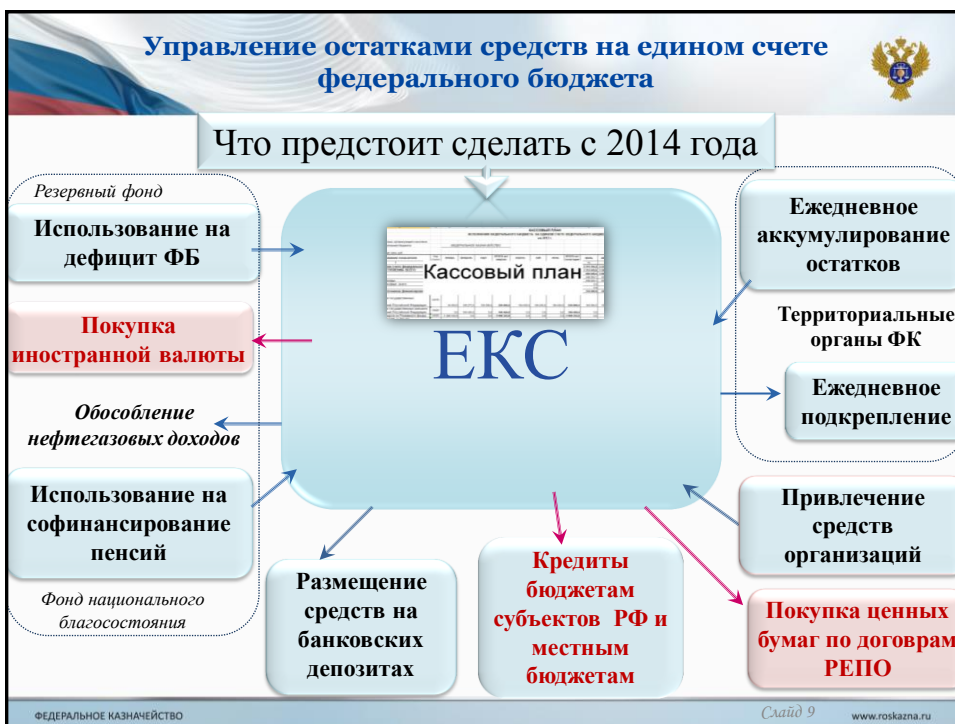 Управление остатками средств на едином счете
федерального бюджета
Что предстоит сделать с 2014 года
Резервный фонд
Использование на
дефицит ФБ
Покупка
иностранной валюты
Обособление
нефтегазовых доходов
Использование на
софинансирование
пенсий
Фонд национального
благосостояния
КАССОВЫЙ ПЛАН
Кассовый план
ЕКС
Ежедневное
аккумулирование
остатков
Территориальные
органы ФК
Ежедневное
подкрепление
Привлечение
средств
организаций
Размещение
средств на
банковских
депозитах
Кредиты
бюджетам
субъектов РФ и
местным
бюджетам
Покупка ценных
бумаг по договрам
РЕПО
ФЕДЕРАЛЬНОЕ КАЗНАЧЕЙСТВО
Слайд 9
www.roskazna.ru